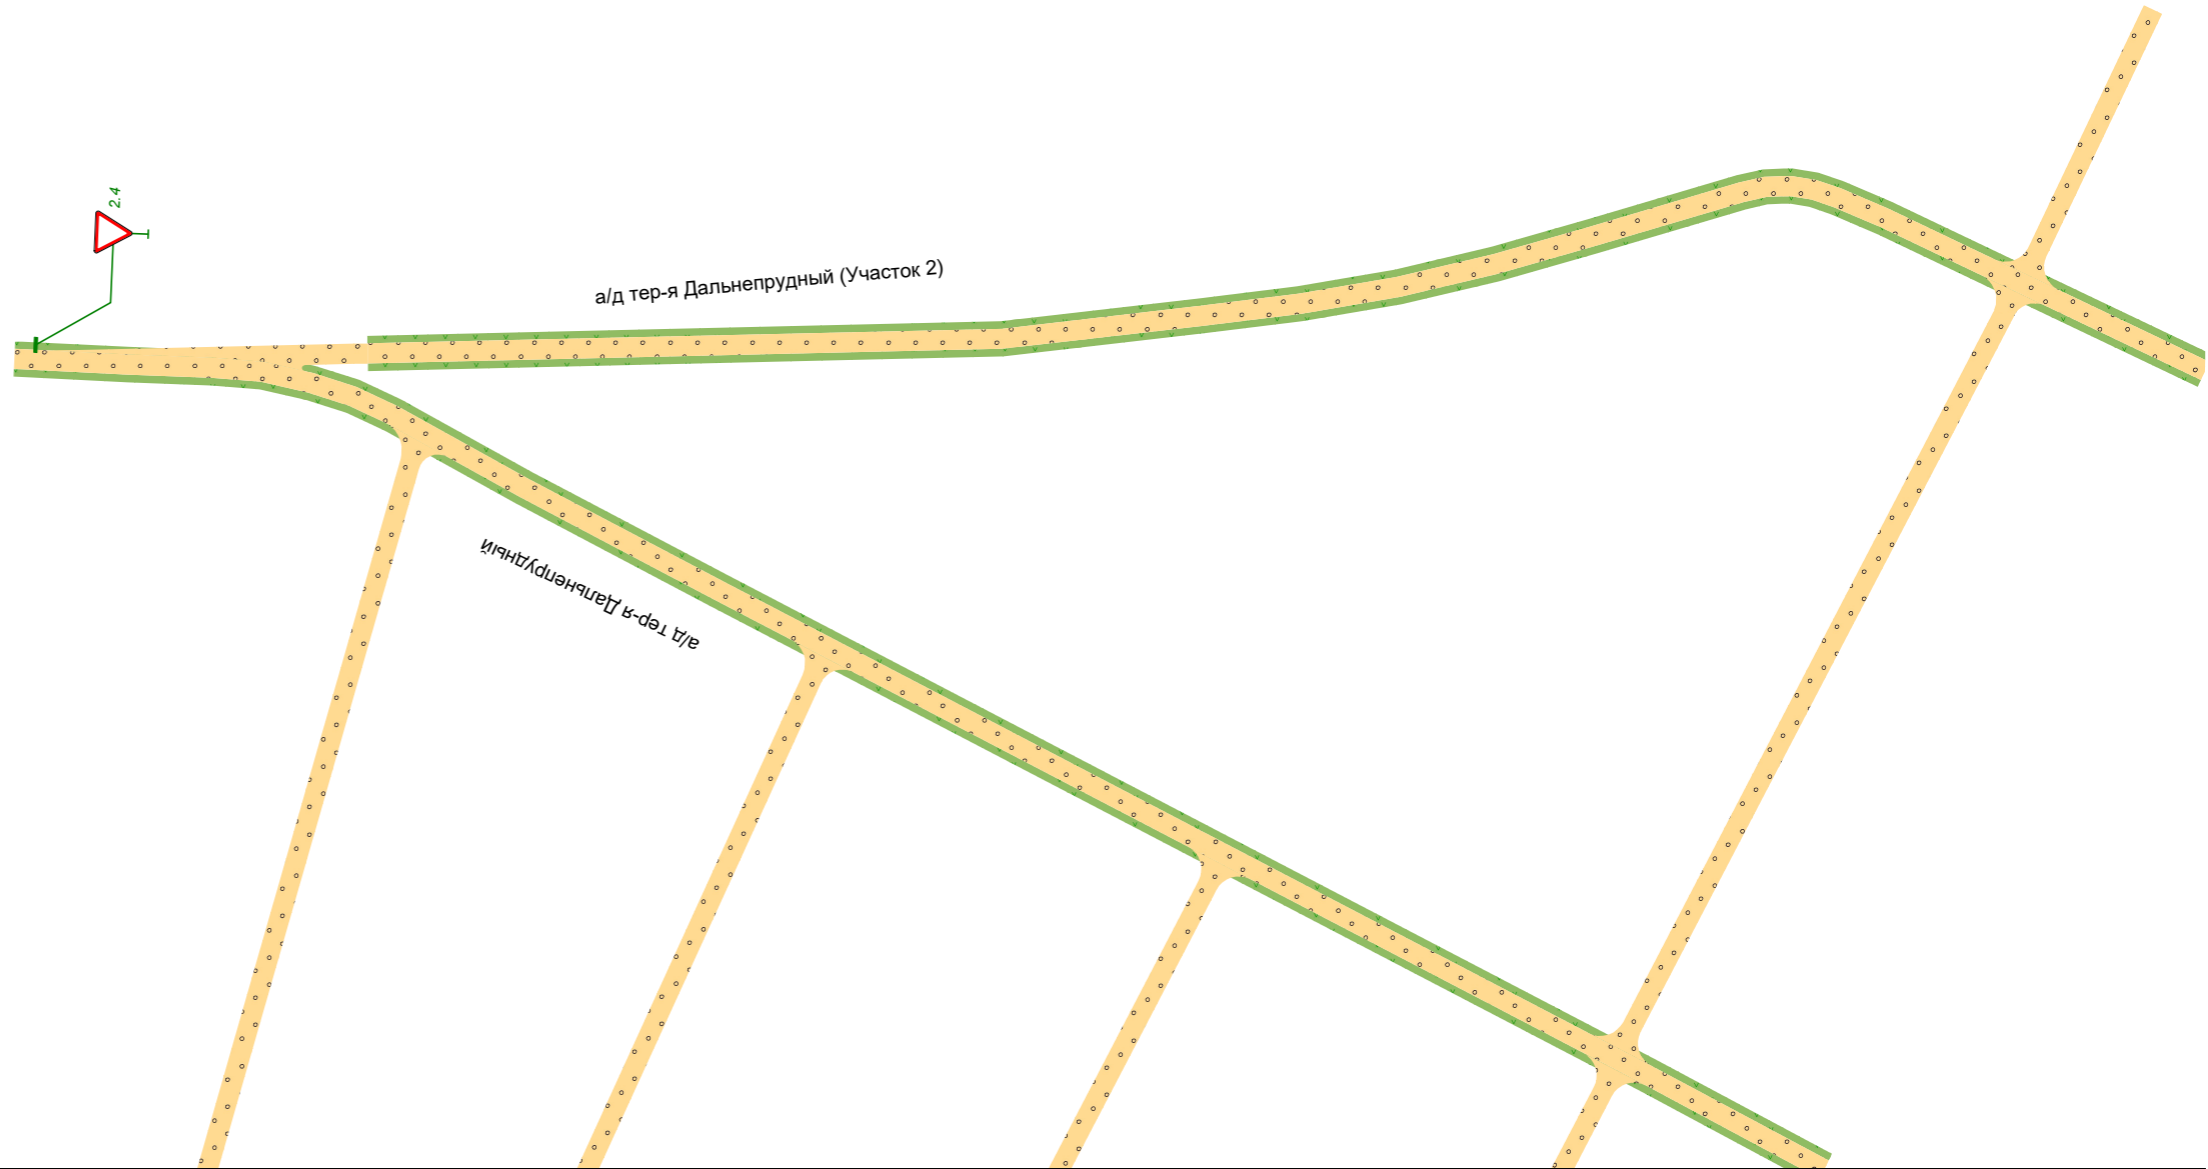 2.4
а/д тер-я Дальнепрудный (Участок 2)
а/д тер-я Дальнепрудный